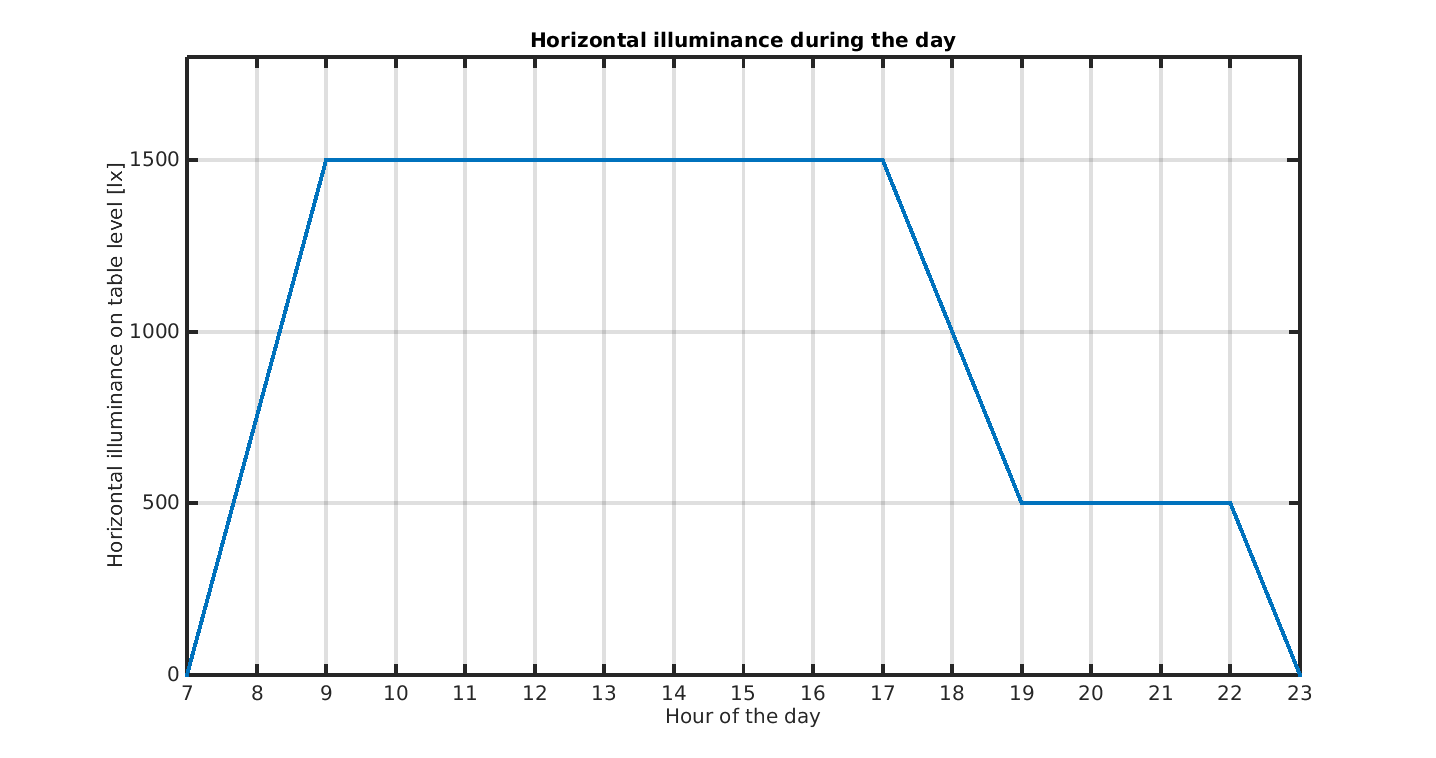 Horizontal illuminance during the day
Horizontal illuminance on table level [lx]
1500
1000
500
0
7 8 9 10 11 12 13 14 15 16 17 18 19 20 21 22 23
Hour of the day